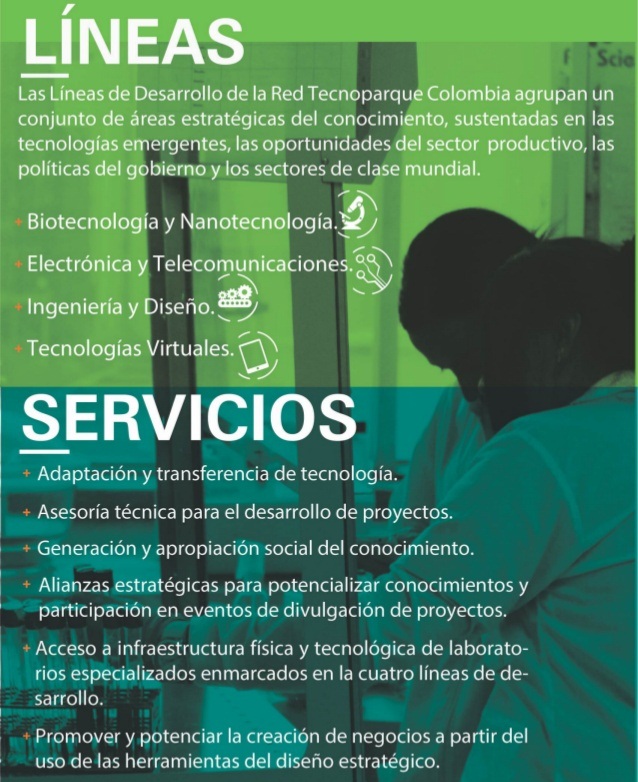 LÍNEAS
Las Líneas de Desarrollo de la Red Tecnoparque Colombia agrupan un
conjunto de áreas estratégicas del conocimiento, sustentadas en las
tecnologías emergentes, las oportunidades del sector productivo, las
políticas del gobierno y los sectores de clase mundial.
+ Biotecnología y Nanotecnología.
+ Electrónica y Telecomunicaciones.
+ Ingeniería y Diseño.
+ Tecnologías Virtuales.
SERVICIOS
+ Adaptación y transferencia de tecnología.
+ Asesoría técnica para el desarrollo de proyectos.
+ Generación y apropiación social del conocimiento.
+ Alianzas estratégicas para potencializar conocimientos y
participación en eventos de divulgación de proyectos.
+ Acceso a infraestructura física y tecnológica de laborato-
rios especializados enmarcados en la cuatro líneas de de-
sarrollo.
+ Promover y potenciar la creación de negocios a partir del
uso de las herramientas del diseño estratégico.